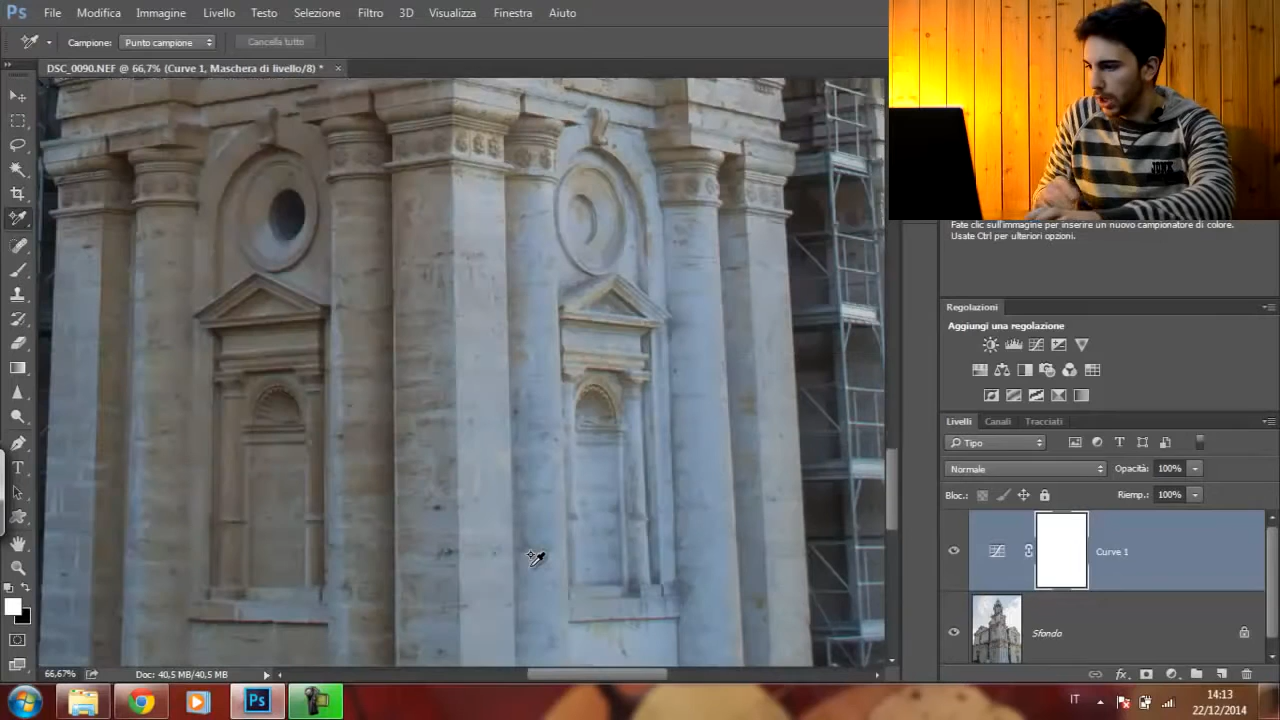 Ps File Modifica Immagine Livello Testo Selezione Filtro 3D Visualizza Finestra Aiuto
Campione: Punto campione Cancella tutto
DSC_0090.NEF @ 66,7% (Curve 1, Maschera di livello/8) * ×
Fate clic sull'immagine per inserire un nuovo campionatore di colore.
Usate Ctrl per ulteriori opzioni.
Regolazioni
Aggiungi una regolazione
Livelli Canali Tracciati
Tipo
Normale Opacità: 100%
Bloc.: Riemp.: 100%
Curve 1
Sfondo
66,67% Doc: 40,5 MB/40,5 MB
Ps IT 14:13
22/12/2014